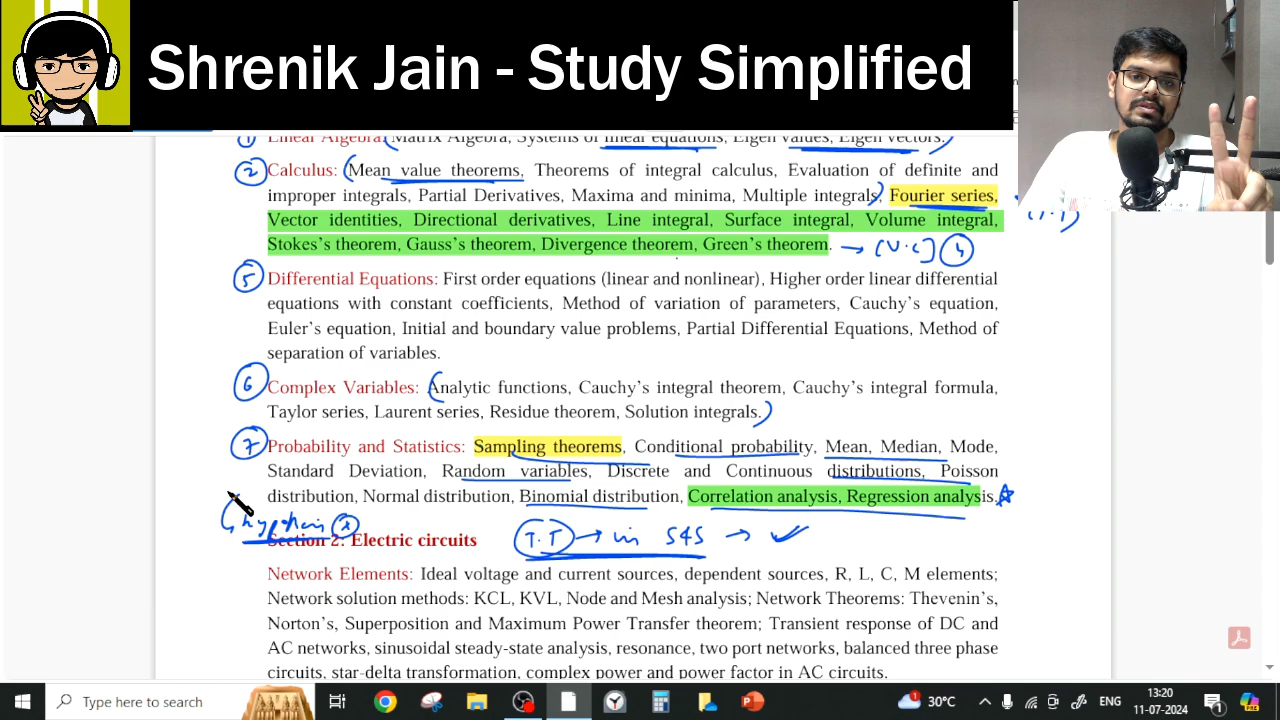 Shrenik Jain - Study Simplified
① Linear Algebra: (Matrix Algebra, Systems of linear equations, Eigen values, Eigen vectors.)
② Calculus: (Mean value theorems, Theorems of integral calculus, Evaluation of definite and
improper integrals, Partial Derivatives, Maxima and minima, Multiple integrals), Fourier series,
Vector identities, Directional derivatives, Line integral, Surface integral, Volume integral,
Stokes's theorem, Gauss's theorem, Divergence theorem, Green's theorem. → [V.C] ④
⑤ Differential Equations: First order equations (linear and nonlinear), Higher order linear differential
equations with constant coefficients, Method of variation of parameters, Cauchy's equation,
Euler's equation, Initial and boundary value problems, Partial Differential Equations, Method of
separation of variables.
⑥ Complex Variables: (Analytic functions, Cauchy's integral theorem, Cauchy's integral formula,
Taylor series, Laurent series, Residue theorem, Solution integrals.)
⑦ Probability and Statistics: Sampling theorems, Conditional probability, Mean, Median, Mode,
Standard Deviation, Random variables, Discrete and Continuous distributions, Poisson
distribution, Normal distribution, Binomial distribution, Correlation analysis, Regression analysis.
T.T → in S&S →
Section 2: Electric circuits
Network Elements: Ideal voltage and current sources, dependent sources, R, L, C, M elements;
Network solution methods: KCL, KVL, Node and Mesh analysis; Network Theorems: Thevenin's,
Norton's, Superposition and Maximum Power Transfer theorem; Transient response of DC and
AC networks, sinusoidal steady-state analysis, resonance, two port networks, balanced three phase
circuits, star-delta transformation, complex power and power factor in AC circuits.
Type here to search
1
30°C
ENG
13:20
11-07-2024
1
PRE